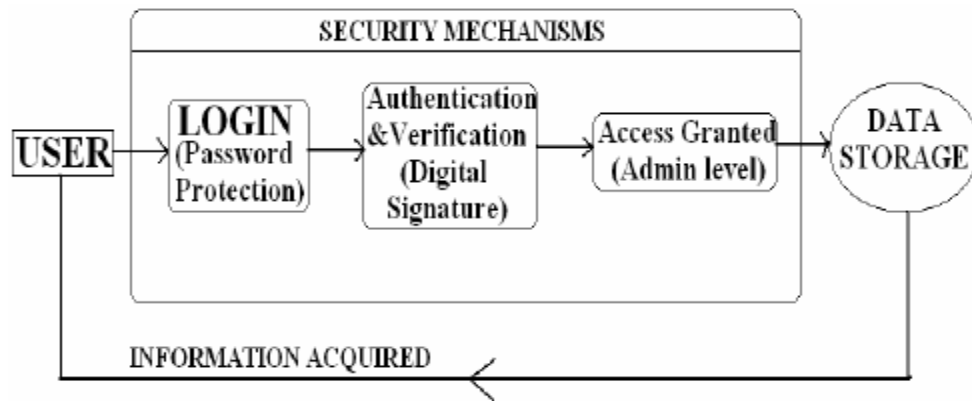 SECURITY MECHANISMS
USER
LOGIN
(Password
Protection)
Authentication
&Verification
(Digital
Signature)
Access Granted
(Admin level)
DATA
STORAGE
INFORMATION ACQUIRED